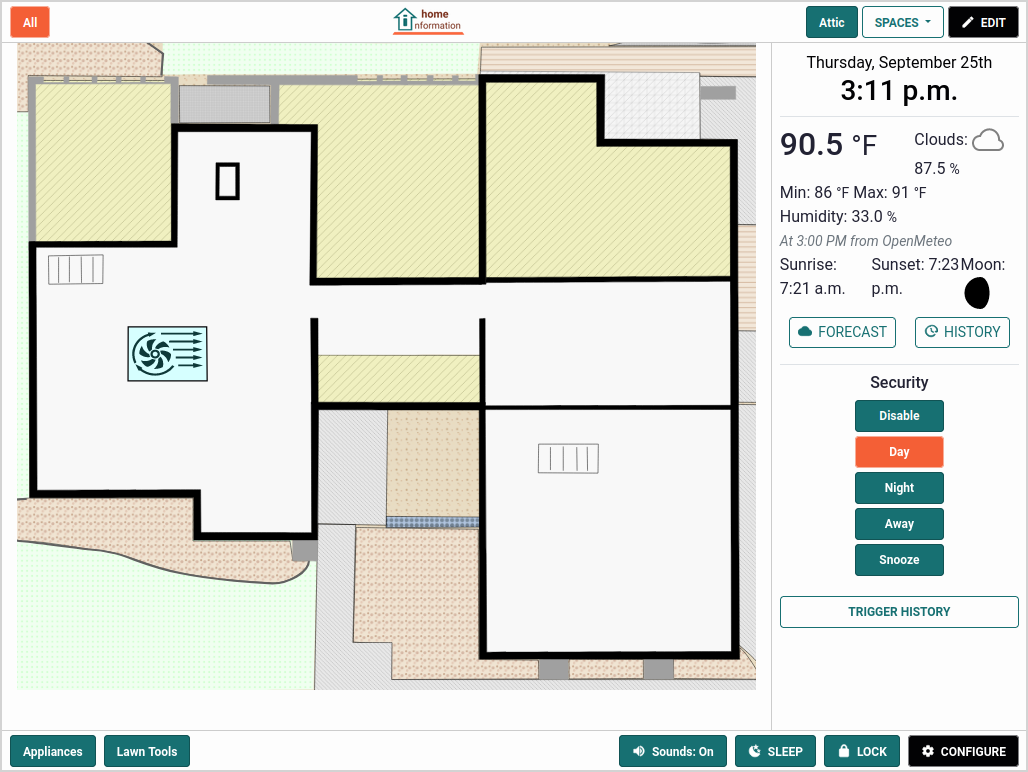 All
home
nformation
Attic
SPACES
EDIT
Thursday, September 25th
3:11 p.m.
90.5 °F
Clouds:
87.5 %
Min: 86 °F Max: 91 °F
Humidity: 33.0 %
At 3:00 PM from OpenMeteo
Sunrise: 7:21 a.m.
Sunset: 7:23 p.m.
Moon:
FORECAST
HISTORY
Security
Disable
Day
Night
Away
Snooze
TRIGGER HISTORY
Appliances
Lawn Tools
Sounds: On
SLEEP
LOCK
CONFIGURE